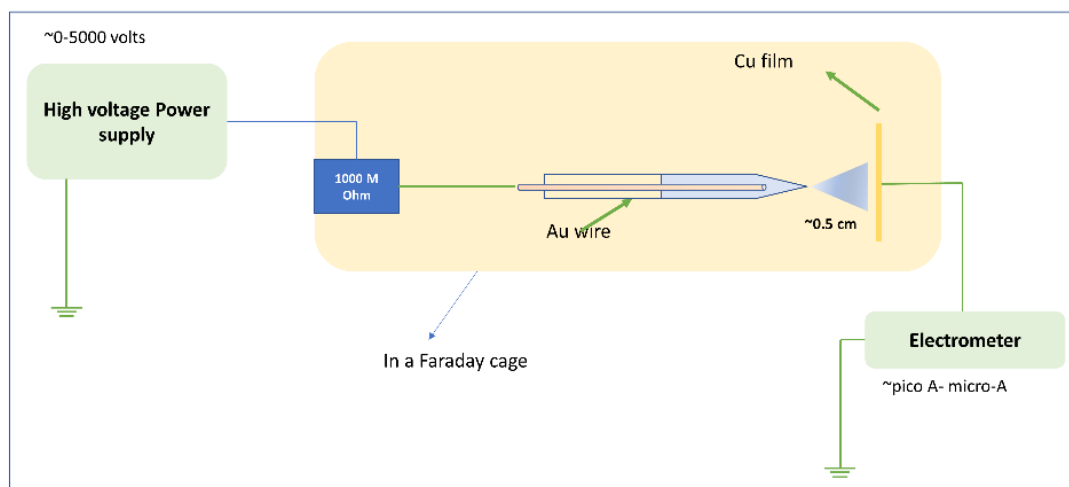 ~0-5000 volts
High voltage Power
supply
Cu film
1000 M
Ohm
Au wire
~0.5 cm
In a Faraday cage
Electrometer
~pico A- micro-A